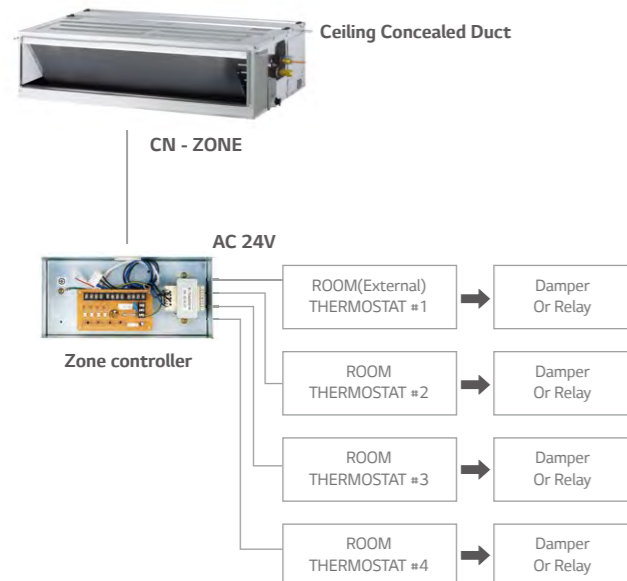 Ceiling Concealed Duct
CN - ZONE
AC 24V
Zone controller
ROOM(External)
THERMOSTAT #1
Damper
Or Relay
ROOM
THERMOSTAT #2
Damper
Or Relay
ROOM
THERMOSTAT #3
Damper
Or Relay
ROOM
THERMOSTAT #4
Damper
Or Relay